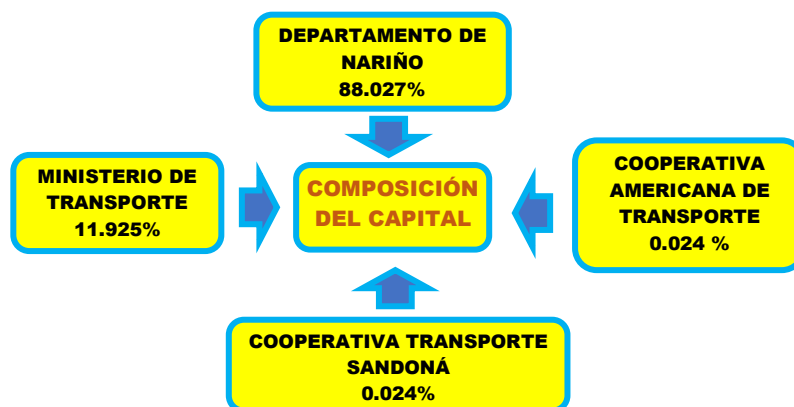 DEPARTAMENTO DE
NARIÑO
88.027%
MINISTERIO DE
TRANSPORTE
11.925%
COMPOSICIÓN
DEL CAPITAL
COOPERATIVA
AMERICANA DE
TRANSPORTE
0.024 %
COOPERATIVA TRANSPORTE
SANDONÁ
0.024%